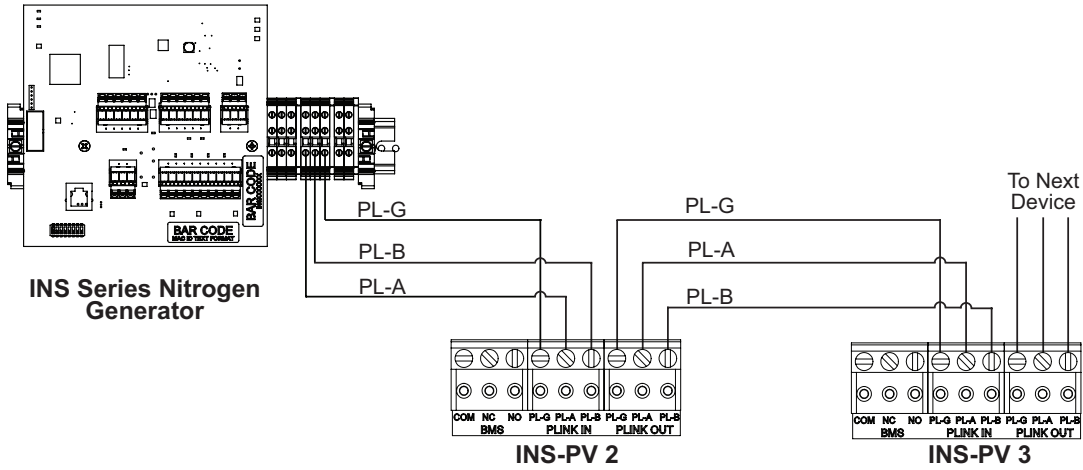 BAR CODE
BAR CODE
MAC ID TEXT FORMAT
INS Series Nitrogen
Generator
PL-G
PL-B
PL-A
PL-G
PL-A
PL-B
To Next
Device
COM NC NO PL-G PL-A PL-B PL-G PL-A PL-B
BMS PLINK IN PLINK OUT
INS-PV 2
COM NC NO PL-G PL-A PL-B PL-G PL-A PL-B
BMS PLINK IN PLINK OUT
INS-PV 3